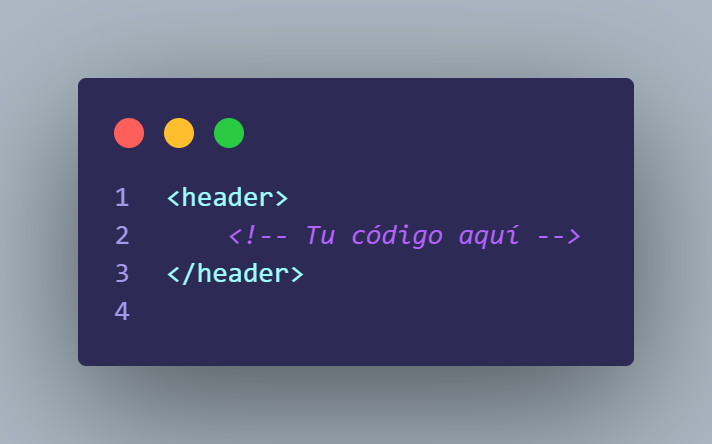 1 <header>
2     <!-- Tu código aquí -->
3 </header>
4